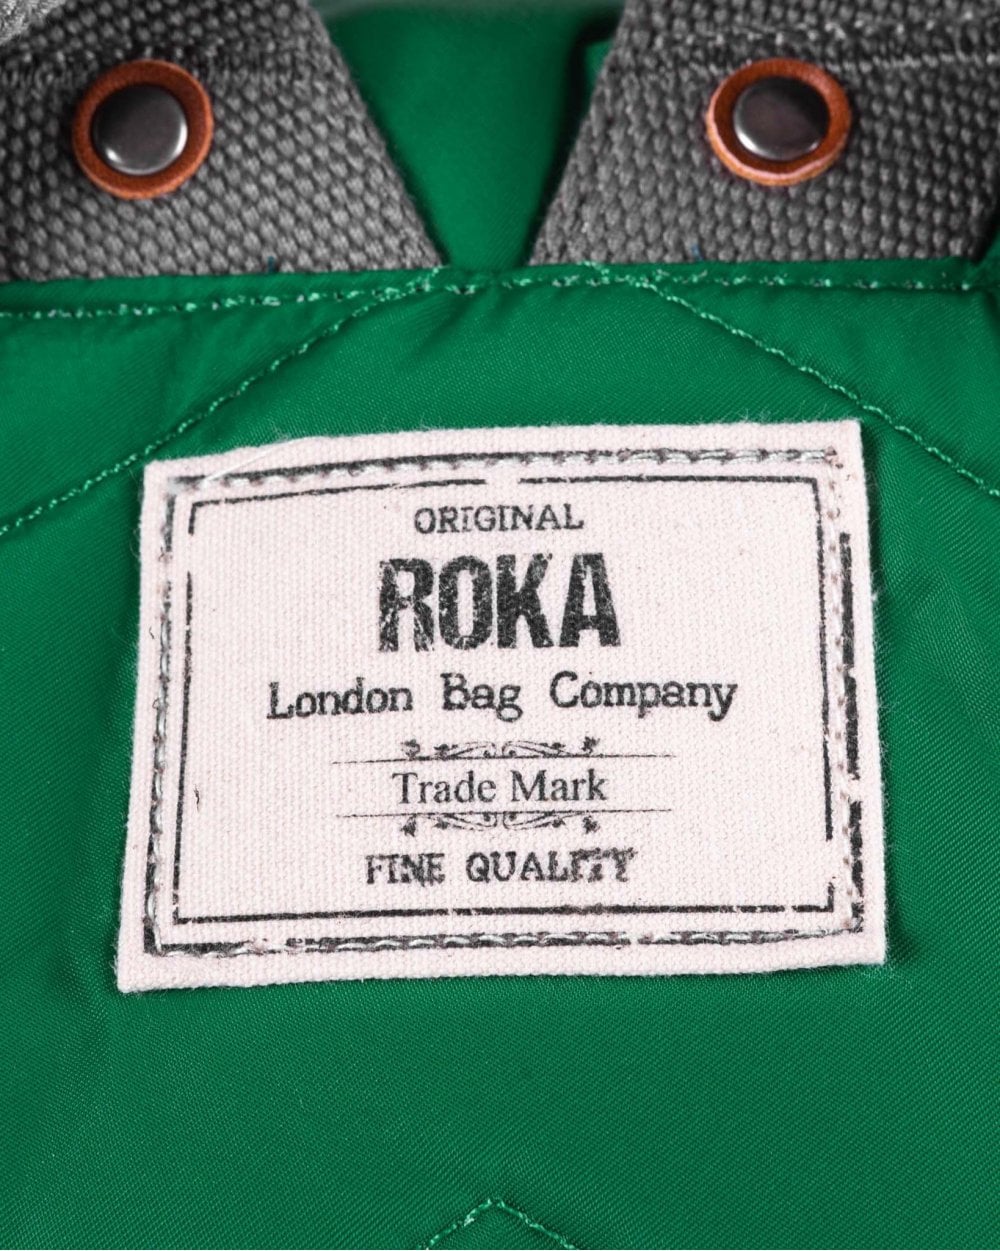 ORIGINAL
ROKA
London Bag Company
Trade Mark
FINE QUALITY